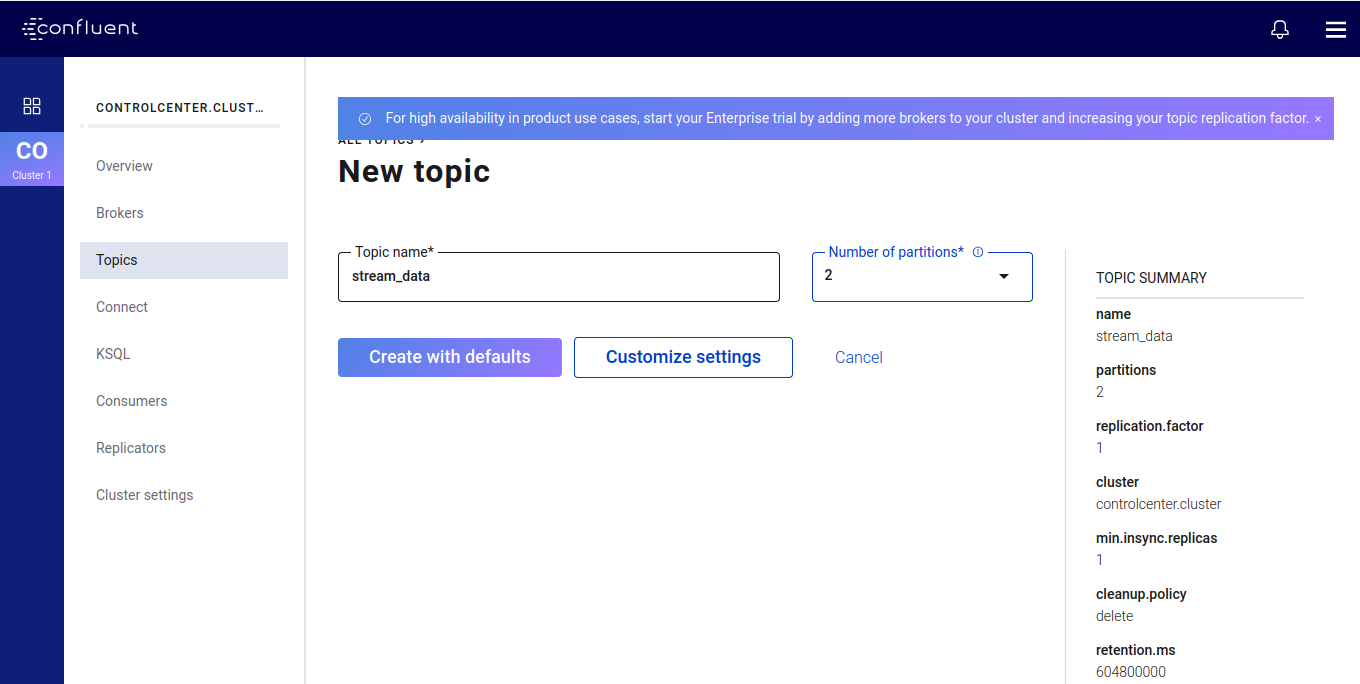 confluent
CO
Cluster 1
CONTROLCENTER.CLUST...
Overview
Brokers
Topics
Connect
KSQL
Consumers
Replicators
Cluster settings
For high availability in product use cases, start your Enterprise trial by adding more brokers to your cluster and increasing your topic replication factor. ×
ALL TOPICS >
New topic
Topic name*
stream_data
Number of partitions*
2
Create with defaults
Customize settings
Cancel
TOPIC SUMMARY
name
stream_data
partitions
2
replication.factor
1
cluster
controlcenter.cluster
min.insync.replicas
1
cleanup.policy
delete
retention.ms
604800000